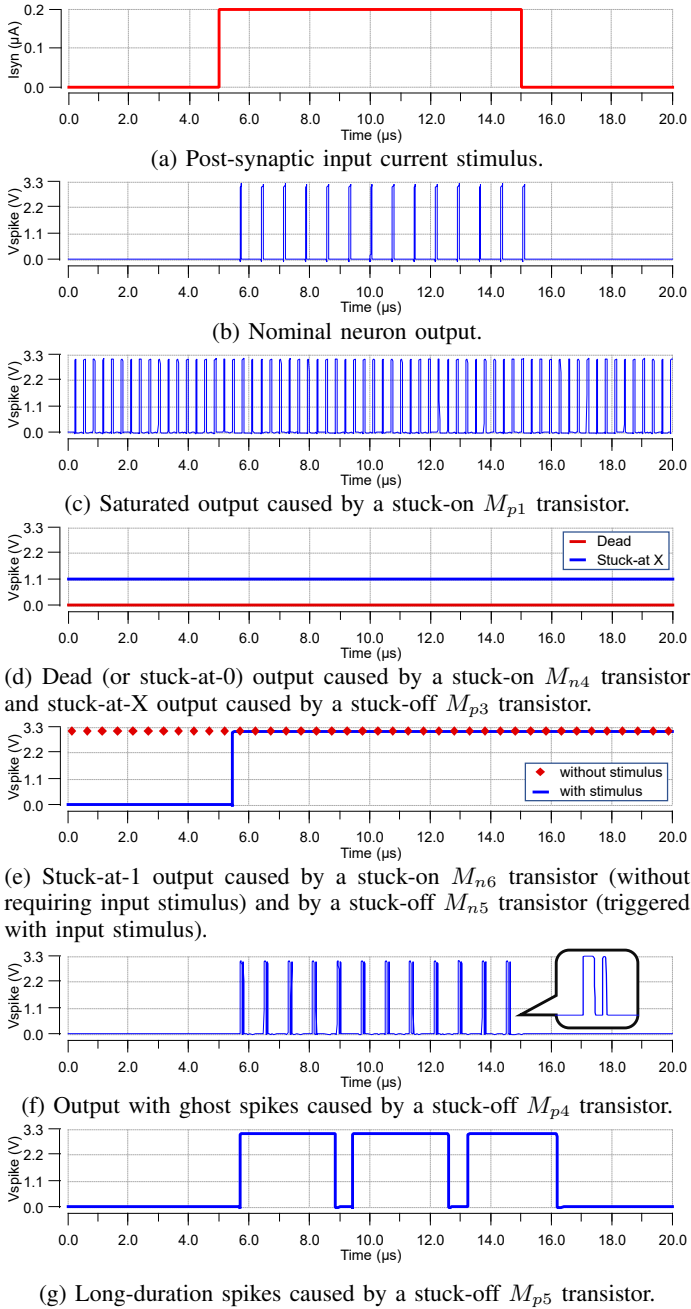 0.2
0.1
0.0
Isyn (µA)
0.0 2.0 4.0 6.0 8.0 10.0 12.0 14.0 16.0 18.0 20.0
Time (µs)
(a) Post-synaptic input current stimulus.
3.3
2.2
1.1
0.0
Vspike (V)
0.0 2.0 4.0 6.0 8.0 10.0 12.0 14.0 16.0 18.0 20.0
Time (µs)
(b) Nominal neuron output.
3.3
2.2
1.1
0.0
Vspike (V)
0.0 2.0 4.0 6.0 8.0 10.0 12.0 14.0 16.0 18.0 20.0
Time (µs)
(c) Saturated output caused by a stuck-on Mp1 transistor.
3.3
2.2
1.1
0.0
Vspike (V)
Dead
Stuck-at X
0.0 2.0 4.0 6.0 8.0 10.0 12.0 14.0 16.0 18.0 20.0
Time (µs)
(d) Dead (or stuck-at-0) output caused by a stuck-on Mn4 transistor
and stuck-at-X output caused by a stuck-off Mp3 transistor.
3.3
2.2
1.1
0.0
Vspike (V)
without stimulus
with stimulus
0.0 2.0 4.0 6.0 8.0 10.0 12.0 14.0 16.0 18.0 20.0
Time (µs)
(e) Stuck-at-1 output caused by a stuck-on Mn6 transistor (without
requiring input stimulus) and by a stuck-off Mn5 transistor (triggered
with input stimulus).
3.3
2.2
1.1
0.0
Vspike (V)
0.0 2.0 4.0 6.0 8.0 10.0 12.0 14.0 16.0 18.0 20.0
Time (µs)
(f) Output with ghost spikes caused by a stuck-off Mp4 transistor.
3.3
2.2
1.1
0.0
Vspike (V)
0.0 2.0 4.0 6.0 8.0 10.0 12.0 14.0 16.0 18.0 20.0
Time (µs)
(g) Long-duration spikes caused by a stuck-off Mp5 transistor.